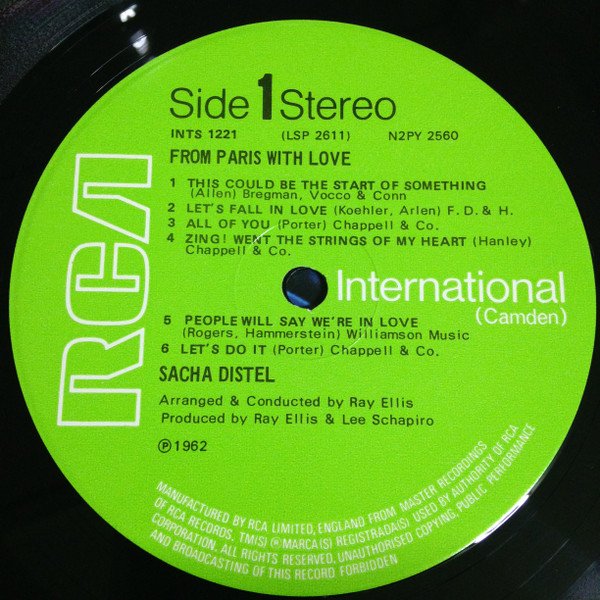 Side 1 Stereo
INTS 1221 (LSP 2611) N2PY 2560
FROM PARIS WITH LOVE
1 THIS COULD BE THE START OF SOMETHING
(Allen) Bregman, Vocco & Conn
2 LET'S FALL IN LOVE (Koehler, Arlen) F. D. & H.
3 ALL OF YOU (Porter) Chappell & Co.
4 ZING! WENT THE STRINGS OF MY HEART (Hanley)
Chappell & Co.
RCA
International
(Camden)
5 PEOPLE WILL SAY WE'RE IN LOVE
(Rogers, Hammerstein) Williamson Music
6 LET'S DO IT (Porter) Chappell & Co.
SACHA DISTEL
Arranged & Conducted by Ray Ellis
Produced by Ray Ellis & Lee Schapiro
℗ 1962
MANUFACTURED BY RCA LIMITED, ENGLAND FROM MASTER RECORDINGS
OF RCA RECORDS, TM(S) ® MARCA(S) REGISTRADA(S) USED BY AUTHORITY OF RCA
CORPORATION. ALL RIGHTS RESERVED, UNAUTHORISED COPYING, PUBLIC PERFORMANCE
AND BROADCASTING OF THIS RECORD FORBIDDEN